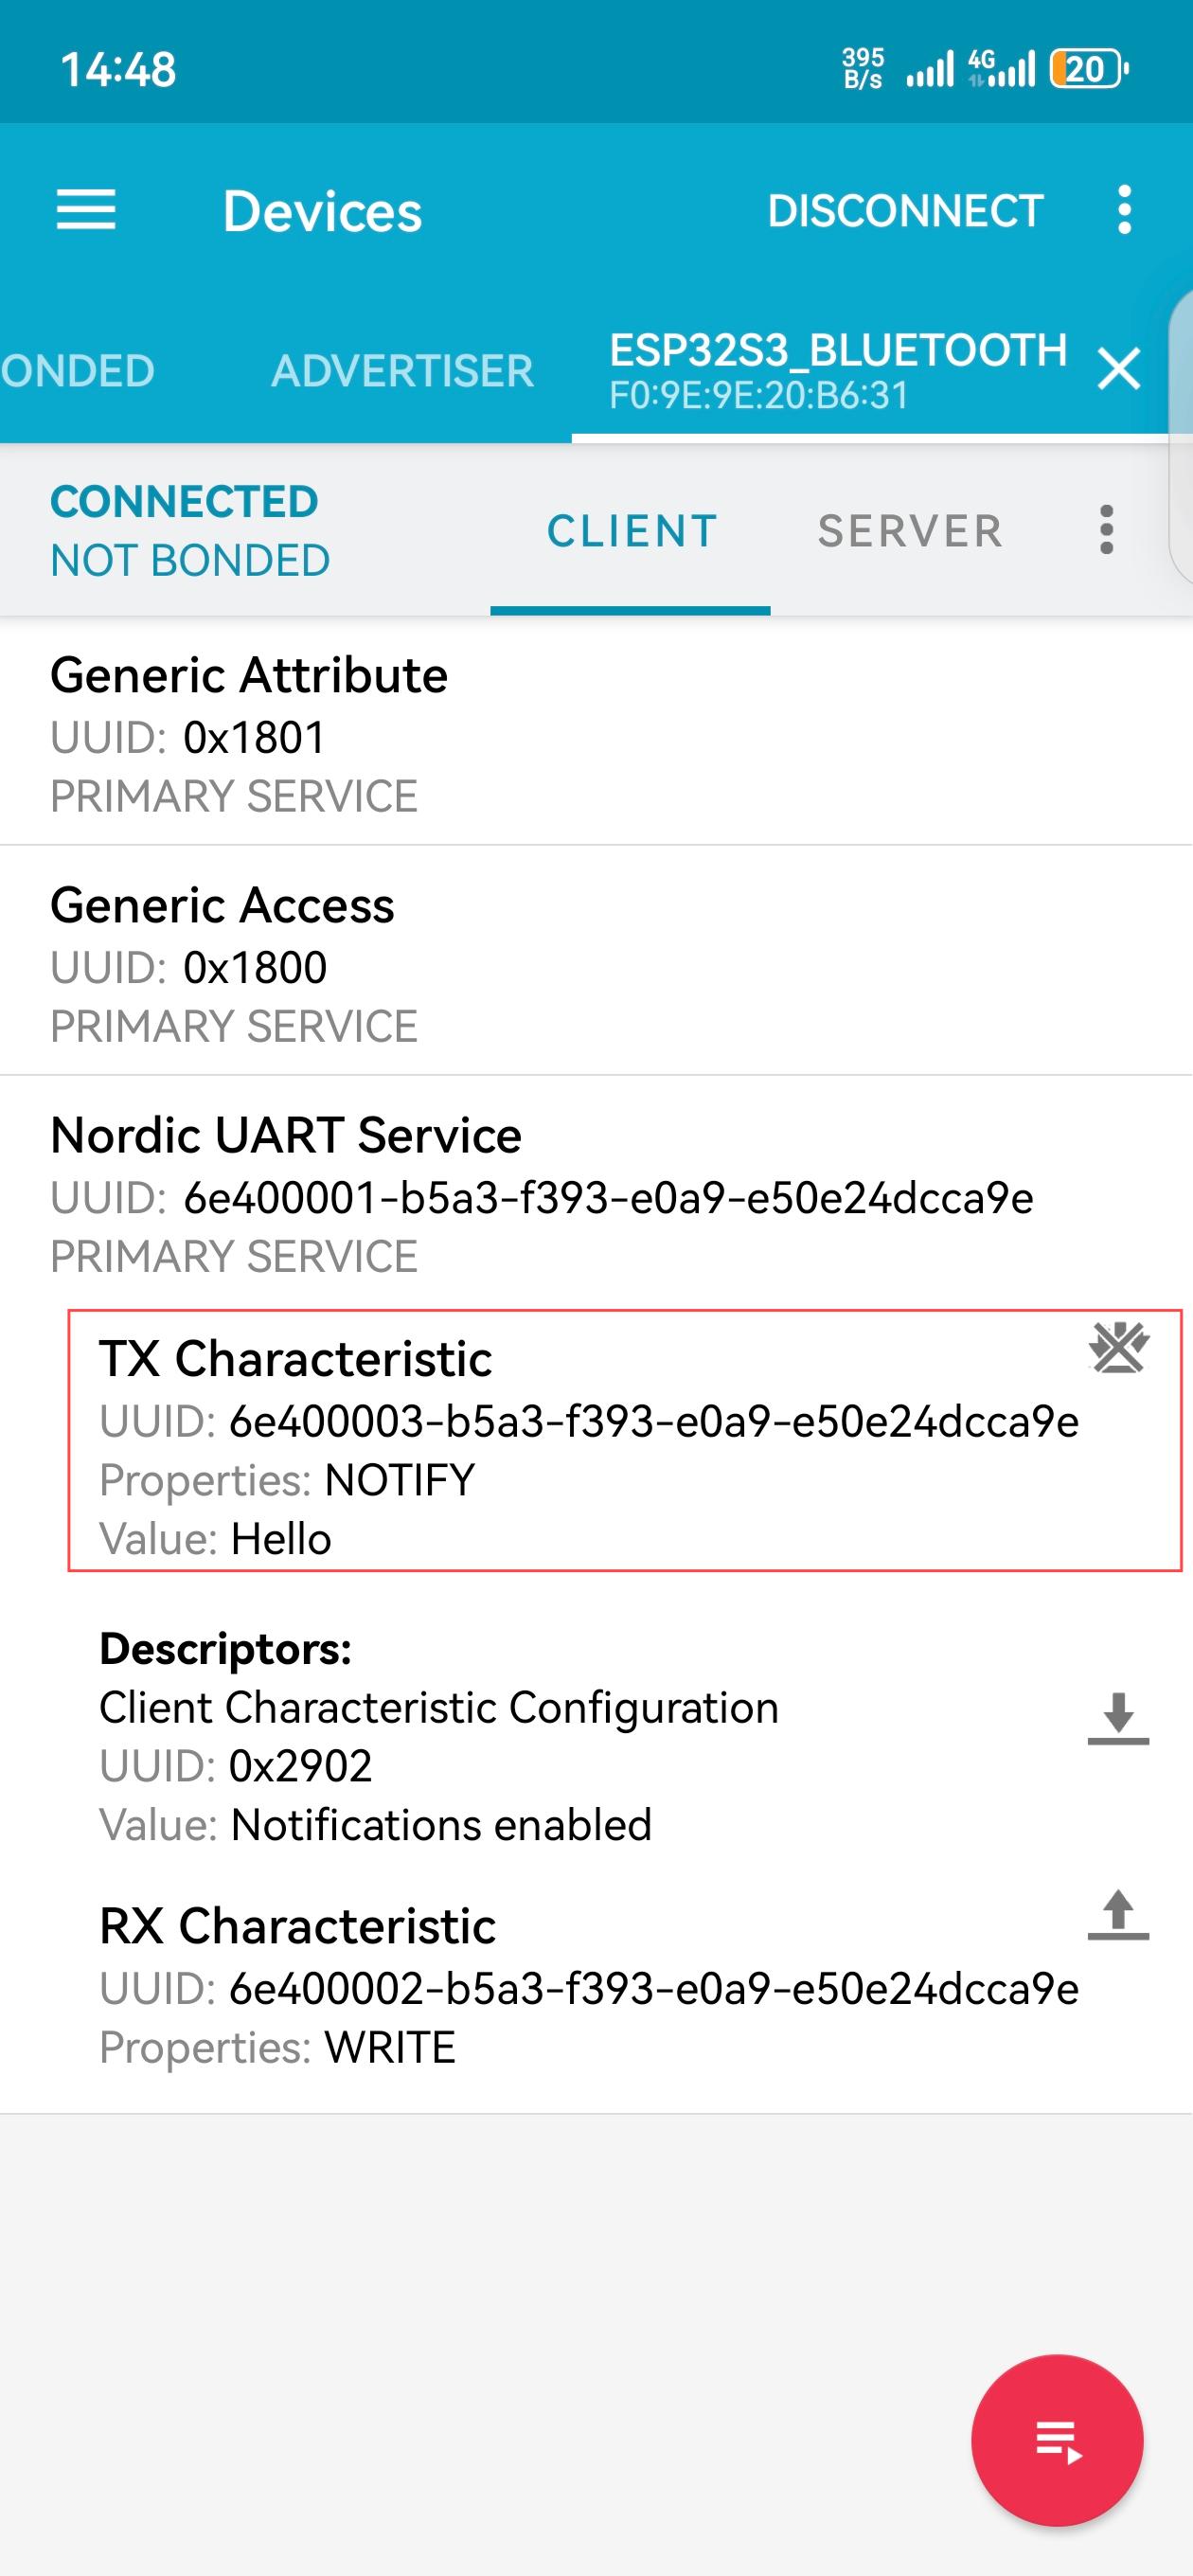 14:48
395 B/s 4G 20
Devices DISCONNECT
ONDED ADVERTISER ESP32S3_BLUETOOTH
F0:9E:9E:20:B6:31
CONNECTED
NOT BONDED
CLIENT SERVER
Generic Attribute
UUID: 0x1801
PRIMARY SERVICE
Generic Access
UUID: 0x1800
PRIMARY SERVICE
Nordic UART Service
UUID: 6e400001-b5a3-f393-e0a9-e50e24dcca9e
PRIMARY SERVICE
TX Characteristic
UUID: 6e400003-b5a3-f393-e0a9-e50e24dcca9e
Properties: NOTIFY
Value: Hello
Descriptors:
Client Characteristic Configuration
UUID: 0x2902
Value: Notifications enabled
RX Characteristic
UUID: 6e400002-b5a3-f393-e0a9-e50e24dcca9e
Properties: WRITE